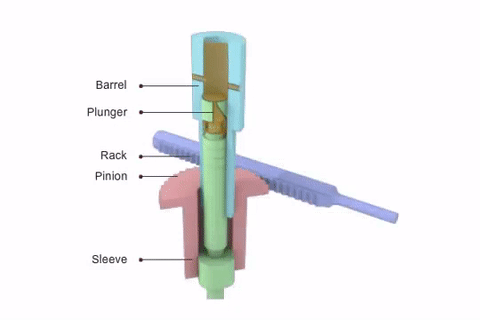 Barrel
Plunger
Rack
Pinion
Sleeve